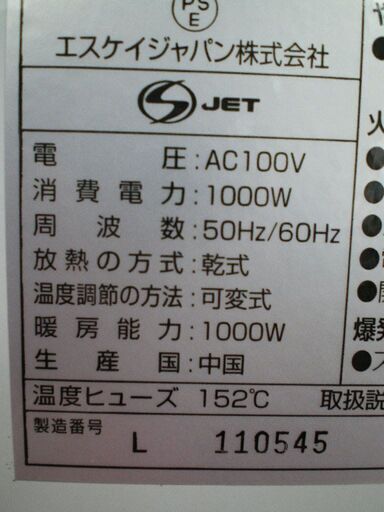 PS
E
エスケイジャパン株式会社
S JET
電圧:AC100V
消費電力:1000W
周波数:50Hz/60Hz
放熱の方式:乾式
温度調節の方法:可変式
暖房能力:1000W
生産国:中国
温度ヒューズ 152℃ 取扱説
製造番号 L 110545
火
爆発